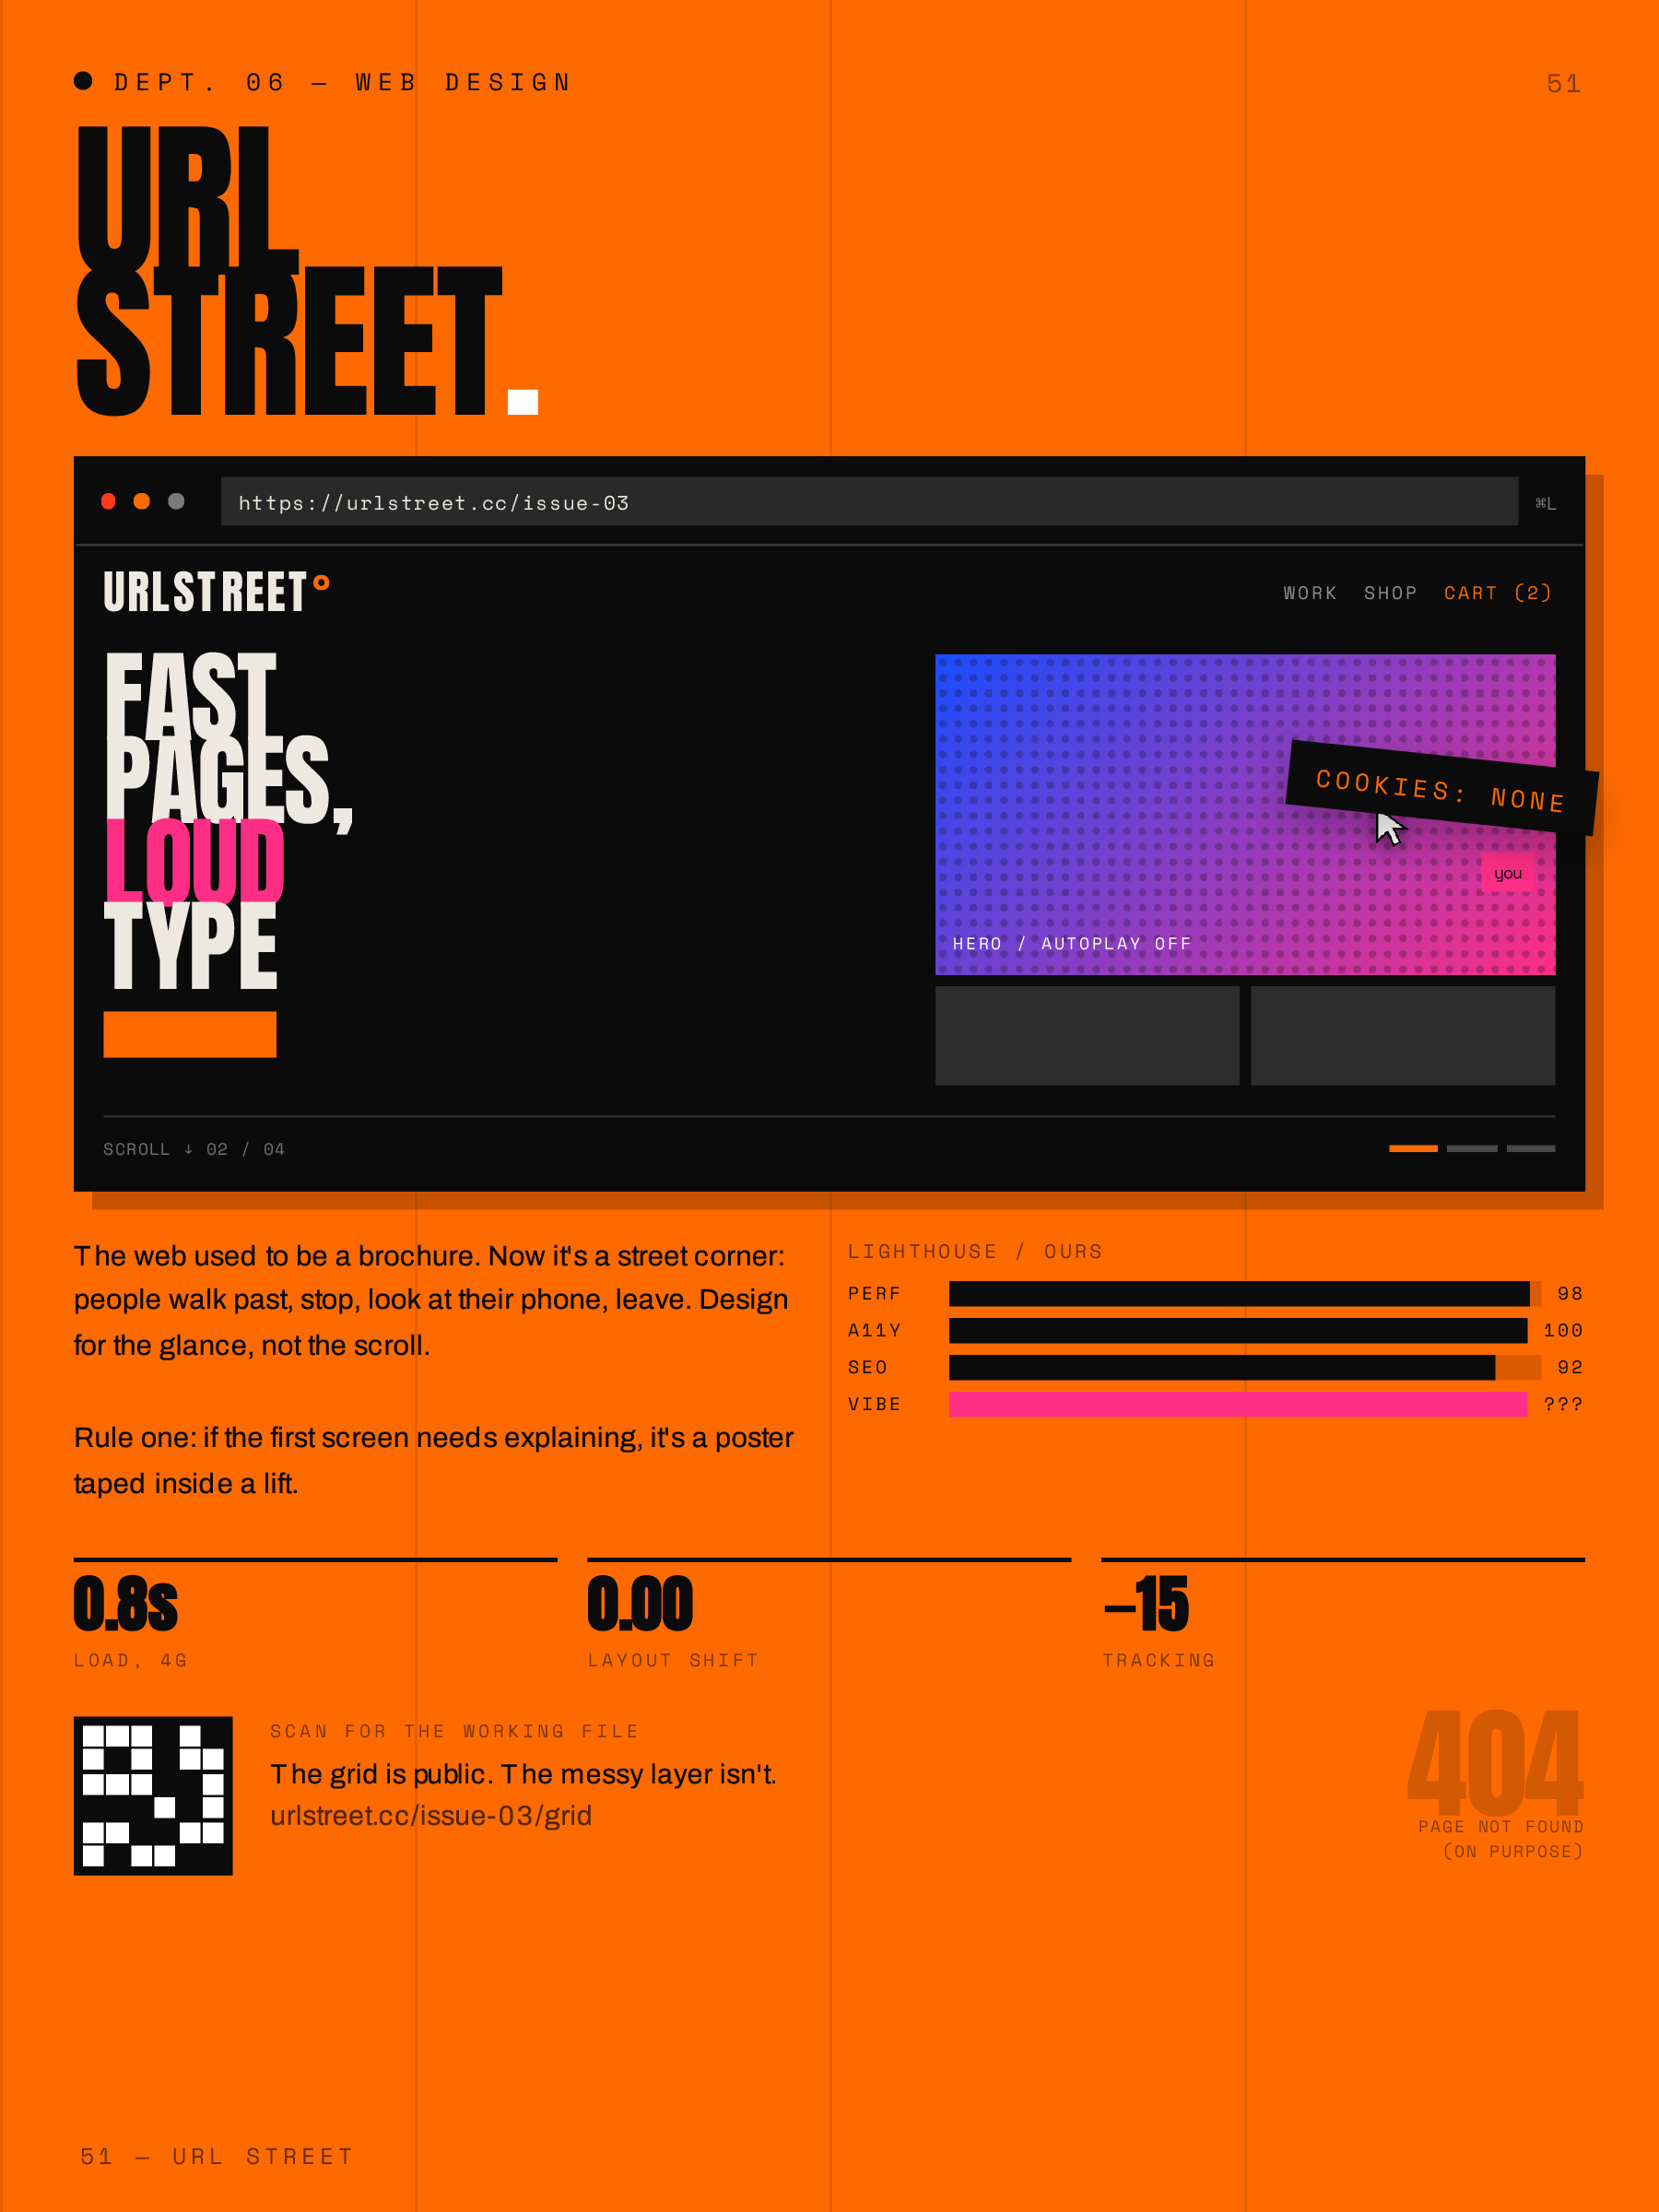 DEPT. 06 — WEB DESIGN
51
URL
STREET.
https://urlstreet.cc/issue-03
⌘L
URLSTREET°
WORK SHOP CART (2)
FAST
PAGES,
LOUD
TYPE
COOKIES: NONE
you
HERO / AUTOPLAY OFF
SCROLL ↓ 02 / 04
The web used to be a brochure. Now it's a street corner:
people walk past, stop, look at their phone, leave. Design
for the glance, not the scroll.
Rule one: if the first screen needs explaining, it's a poster
taped inside a lift.
LIGHTHOUSE / OURS
PERF 98
A11Y 100
SEO 92
VIBE ???
0.8s
LOAD, 4G
0.00
LAYOUT SHIFT
—15
TRACKING
SCAN FOR THE WORKING FILE
The grid is public. The messy layer isn't.
urlstreet.cc/issue-03/grid
404
PAGE NOT FOUND
(ON PURPOSE)
51 — URL STREET